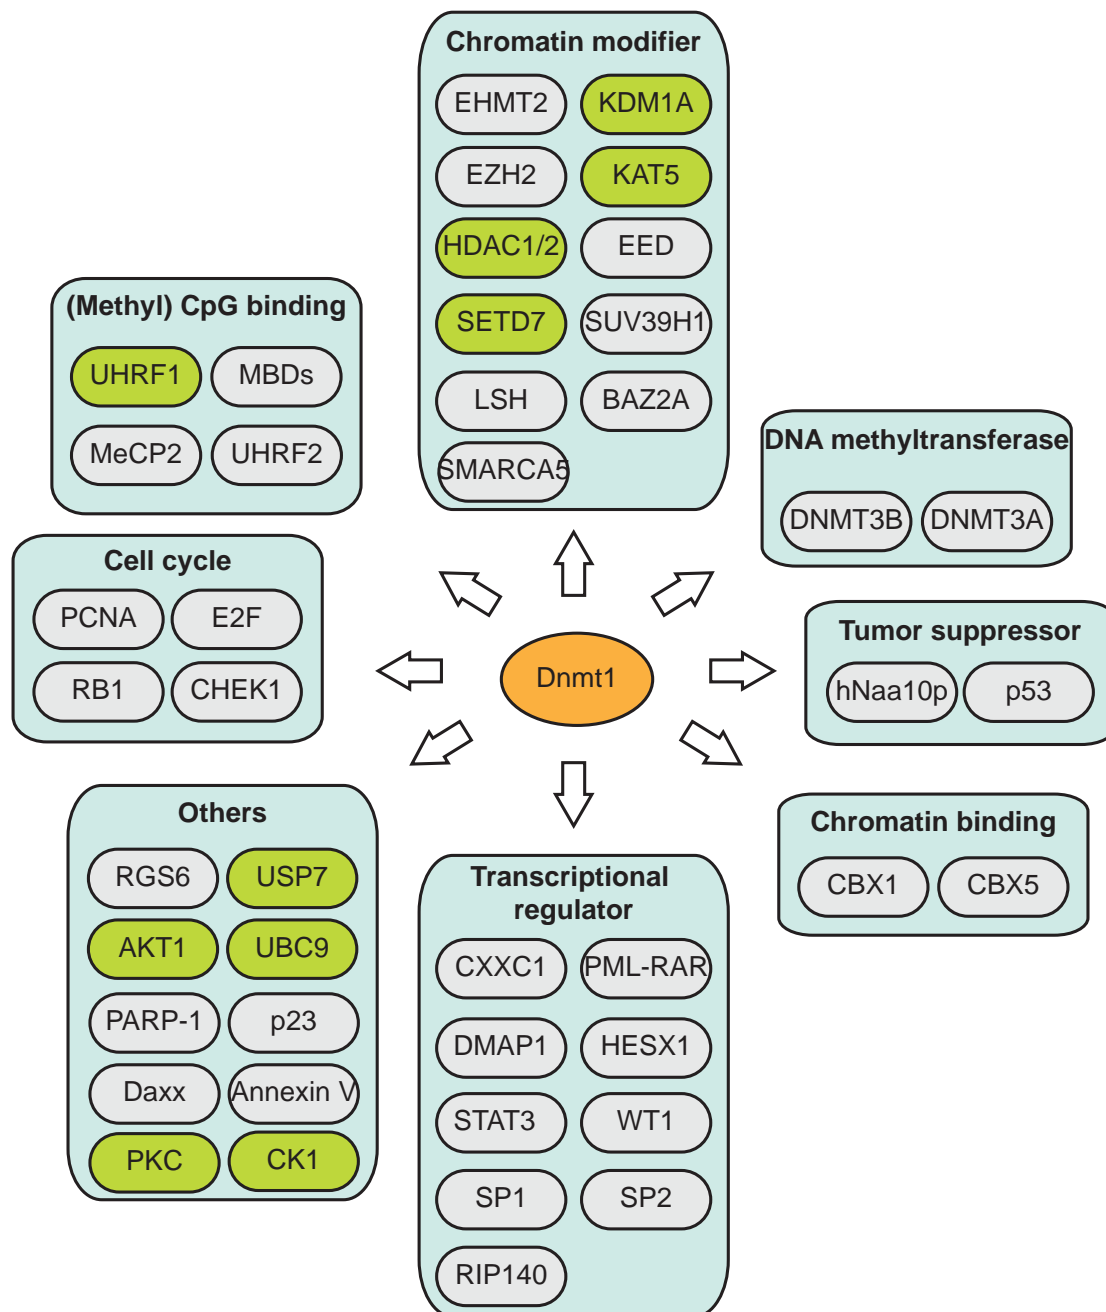 Chromatin modifier
EHMT2
KDM1A
EZH2
KAT5
HDAC1/2
EED
SETD7
SUV39H1
LSH
BAZ2A
SMARCA5
(Methyl) CpG binding
UHRF1
MBDs
MeCP2
UHRF2
DNA methyltransferase
DNMT3B
DNMT3A
Cell cycle
PCNA
E2F
RB1
CHEK1
Dnmt1
Tumor suppressor
hNaa10p
p53
Others
RGS6
USP7
AKT1
UBC9
PARP-1
p23
Daxx
Annexin V
PKC
CK1
Transcriptional
regulator
CXXC1
PML-RAR
DMAP1
HESX1
STAT3
WT1
SP1
SP2
RIP140
Chromatin binding
CBX1
CBX5